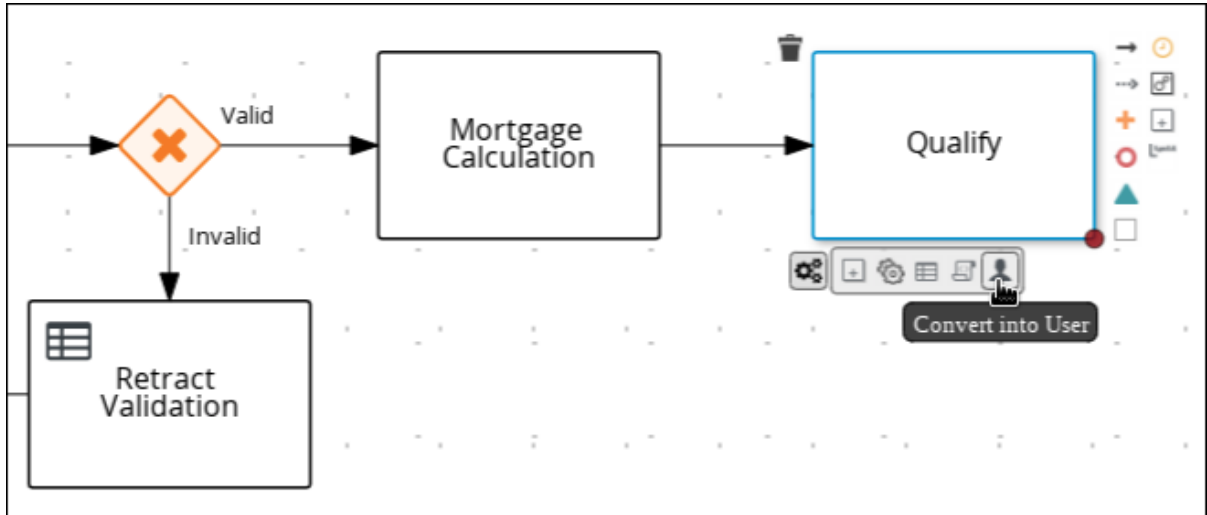 Valid
Mortgage
Calculation
Qualify
Invalid
Convert into User
Retract
Validation